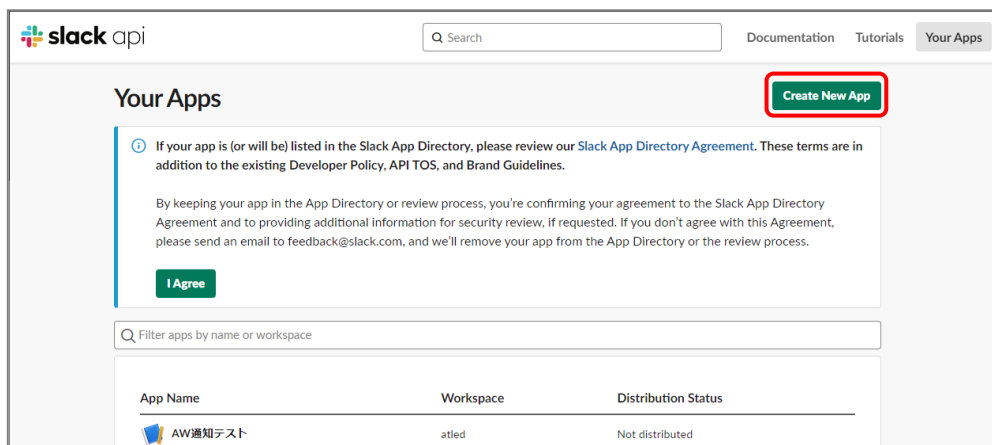 slack api
Search
Documentation Tutorials Your Apps
Your Apps
Create New App
If your app is (or will be) listed in the Slack App Directory, please review our Slack App Directory Agreement. These terms are in
addition to the existing Developer Policy, API TOS, and Brand Guidelines.
By keeping your app in the App Directory or review process, you're confirming your agreement to the Slack App Directory
Agreement and to providing additional information for security review, if requested. If you don't agree with this Agreement,
please send an email to feedback@slack.com, and we'll remove your app from the App Directory or the review process.
I Agree
Filter apps by name or workspace
App Name Workspace Distribution Status
AW通知テスト atled Not distributed